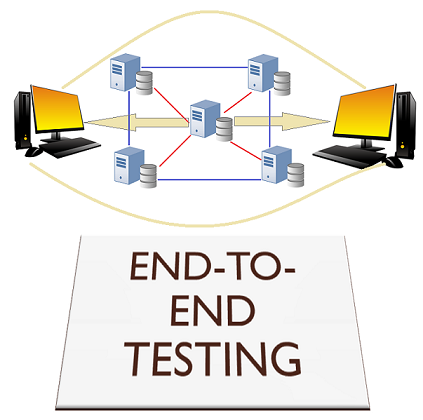 END-TO-
END
TESTING